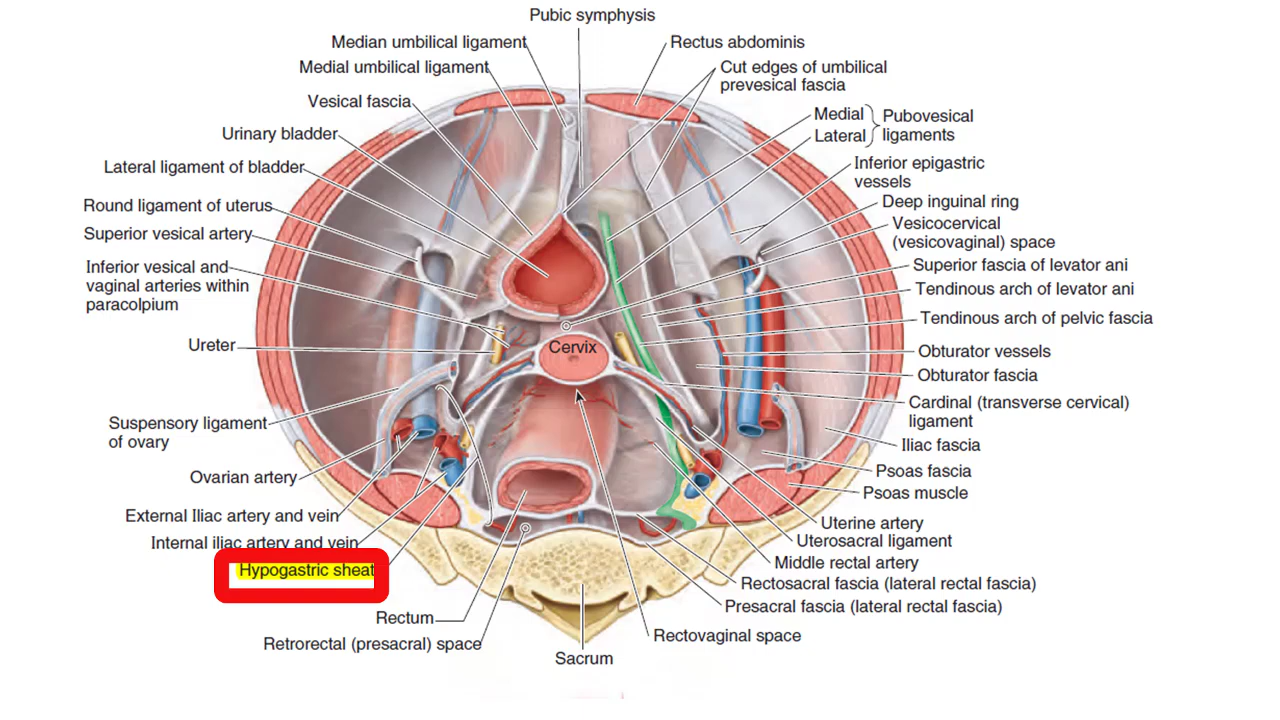 Pubic symphysis
Median umbilical ligament
Rectus abdominis
Medial umbilical ligament
Cut edges of umbilical
prevesical fascia
Vesical fascia
Medial
Lateral
Pubovesical
ligaments
Urinary bladder
Lateral ligament of bladder
Inferior epigastric
vessels
Round ligament of uterus
Deep inguinal ring
Superior vesical artery
Vesicocervical
(vesicovaginal) space
Inferior vesical and
vaginal arteries within
paracolpium
Superior fascia of levator ani
Tendinous arch of levator ani
Tendinous arch of pelvic fascia
Ureter
Cervix
Obturator vessels
Obturator fascia
Suspensory ligament
of ovary
Cardinal (transverse cervical)
ligament
Iliac fascia
Ovarian artery
Psoas fascia
Psoas muscle
External Iliac artery and vein
Uterine artery
Internal iliac artery and vein
Uterosacral ligament
Hypogastric sheat
Middle rectal artery
Rectosacral fascia (lateral rectal fascia)
Presacral fascia (lateral rectal fascia)
Rectum
Retrorectal (presacral) space
Rectovaginal space
Sacrum